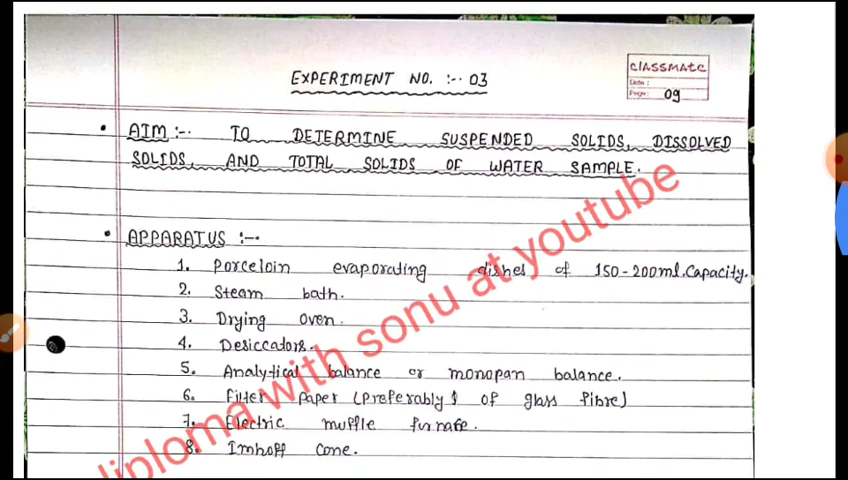 EXPERIMENT NO. :-. 03
CLASSMATE
Date :
Page : 09
• AIM :-. TO DETERMINE SUSPENDED SOLIDS, DISSOLVED
SOLIDS, AND TOTAL SOLIDS OF WATER SAMPLE.
• APPARATUS :-.
1. Porceloin evaporating dishes of 150-200ml.Capacity.
2. Steam bath.
3. Drying oven.
4. Desiccators.
5. Analytical balance or monopan balance.
6. Filter Paper (Preferably of glass fibre)
7. Electric muffle furnace.
8. Imhoff cone.
diploma with sonu at youtube